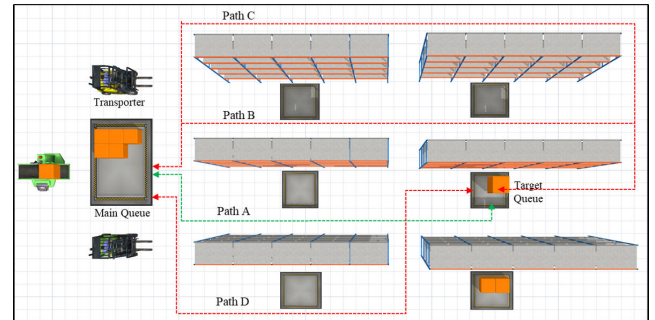 Path C
Transporter
Path B
Target
Queue
Main Queue
Path A
Path D